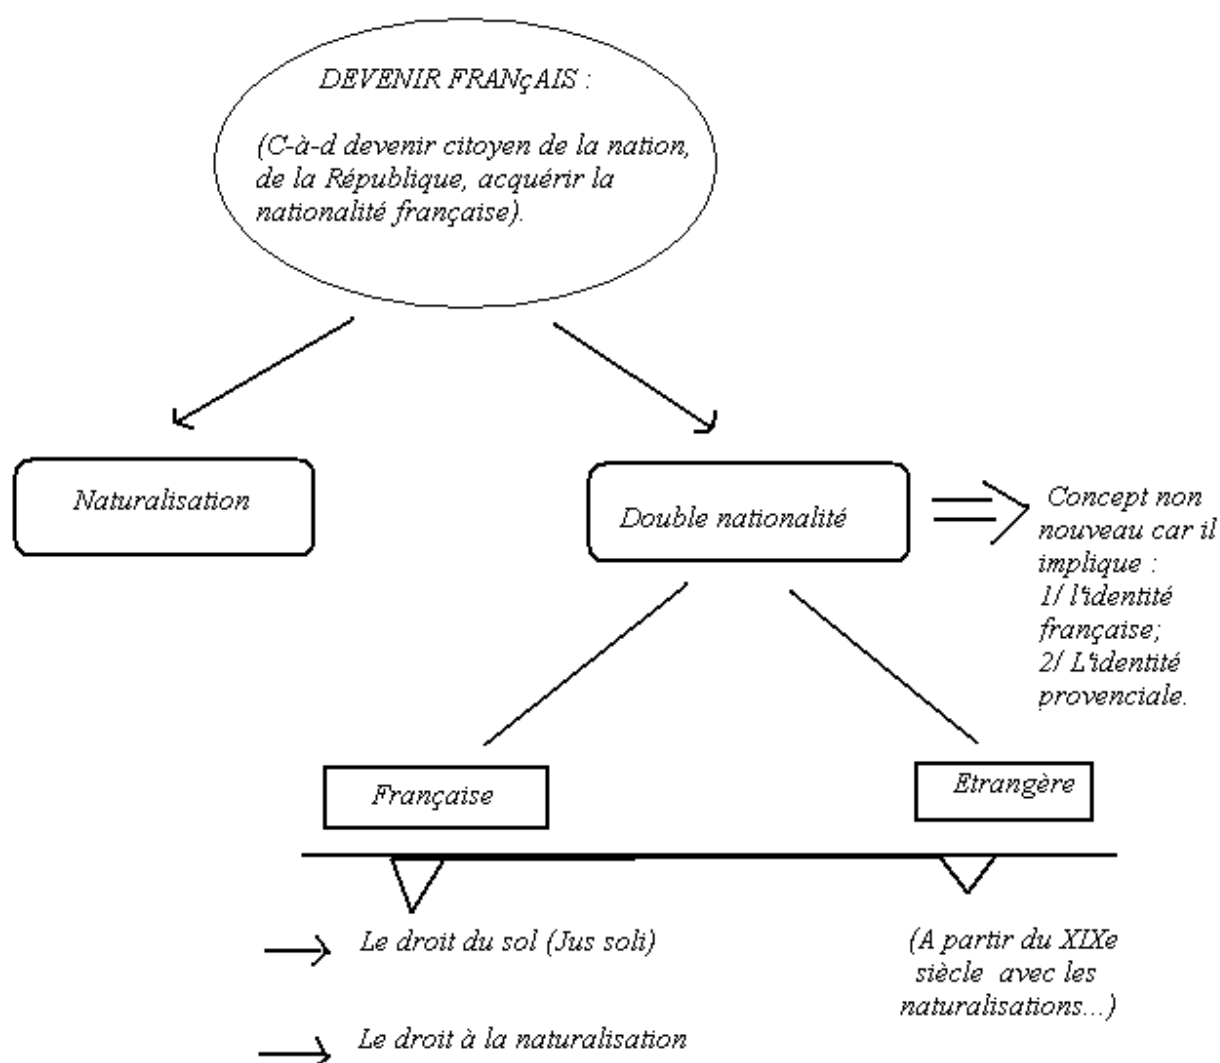 DEVENIR FRANçAIS :
(C-à-d devenir citoyen de la nation,
de la République, acquérir la
nationalité française).
Naturalisation
Double nationalité
Concept non
nouveau car il
implique :
1/ l'identité
française;
2/ L'identité
provenciale.
Française
Etrangère
Le droit du sol (Jus soli)
(A partir du XIXe
siècle avec les
naturalisations...)
Le droit à la naturalisation